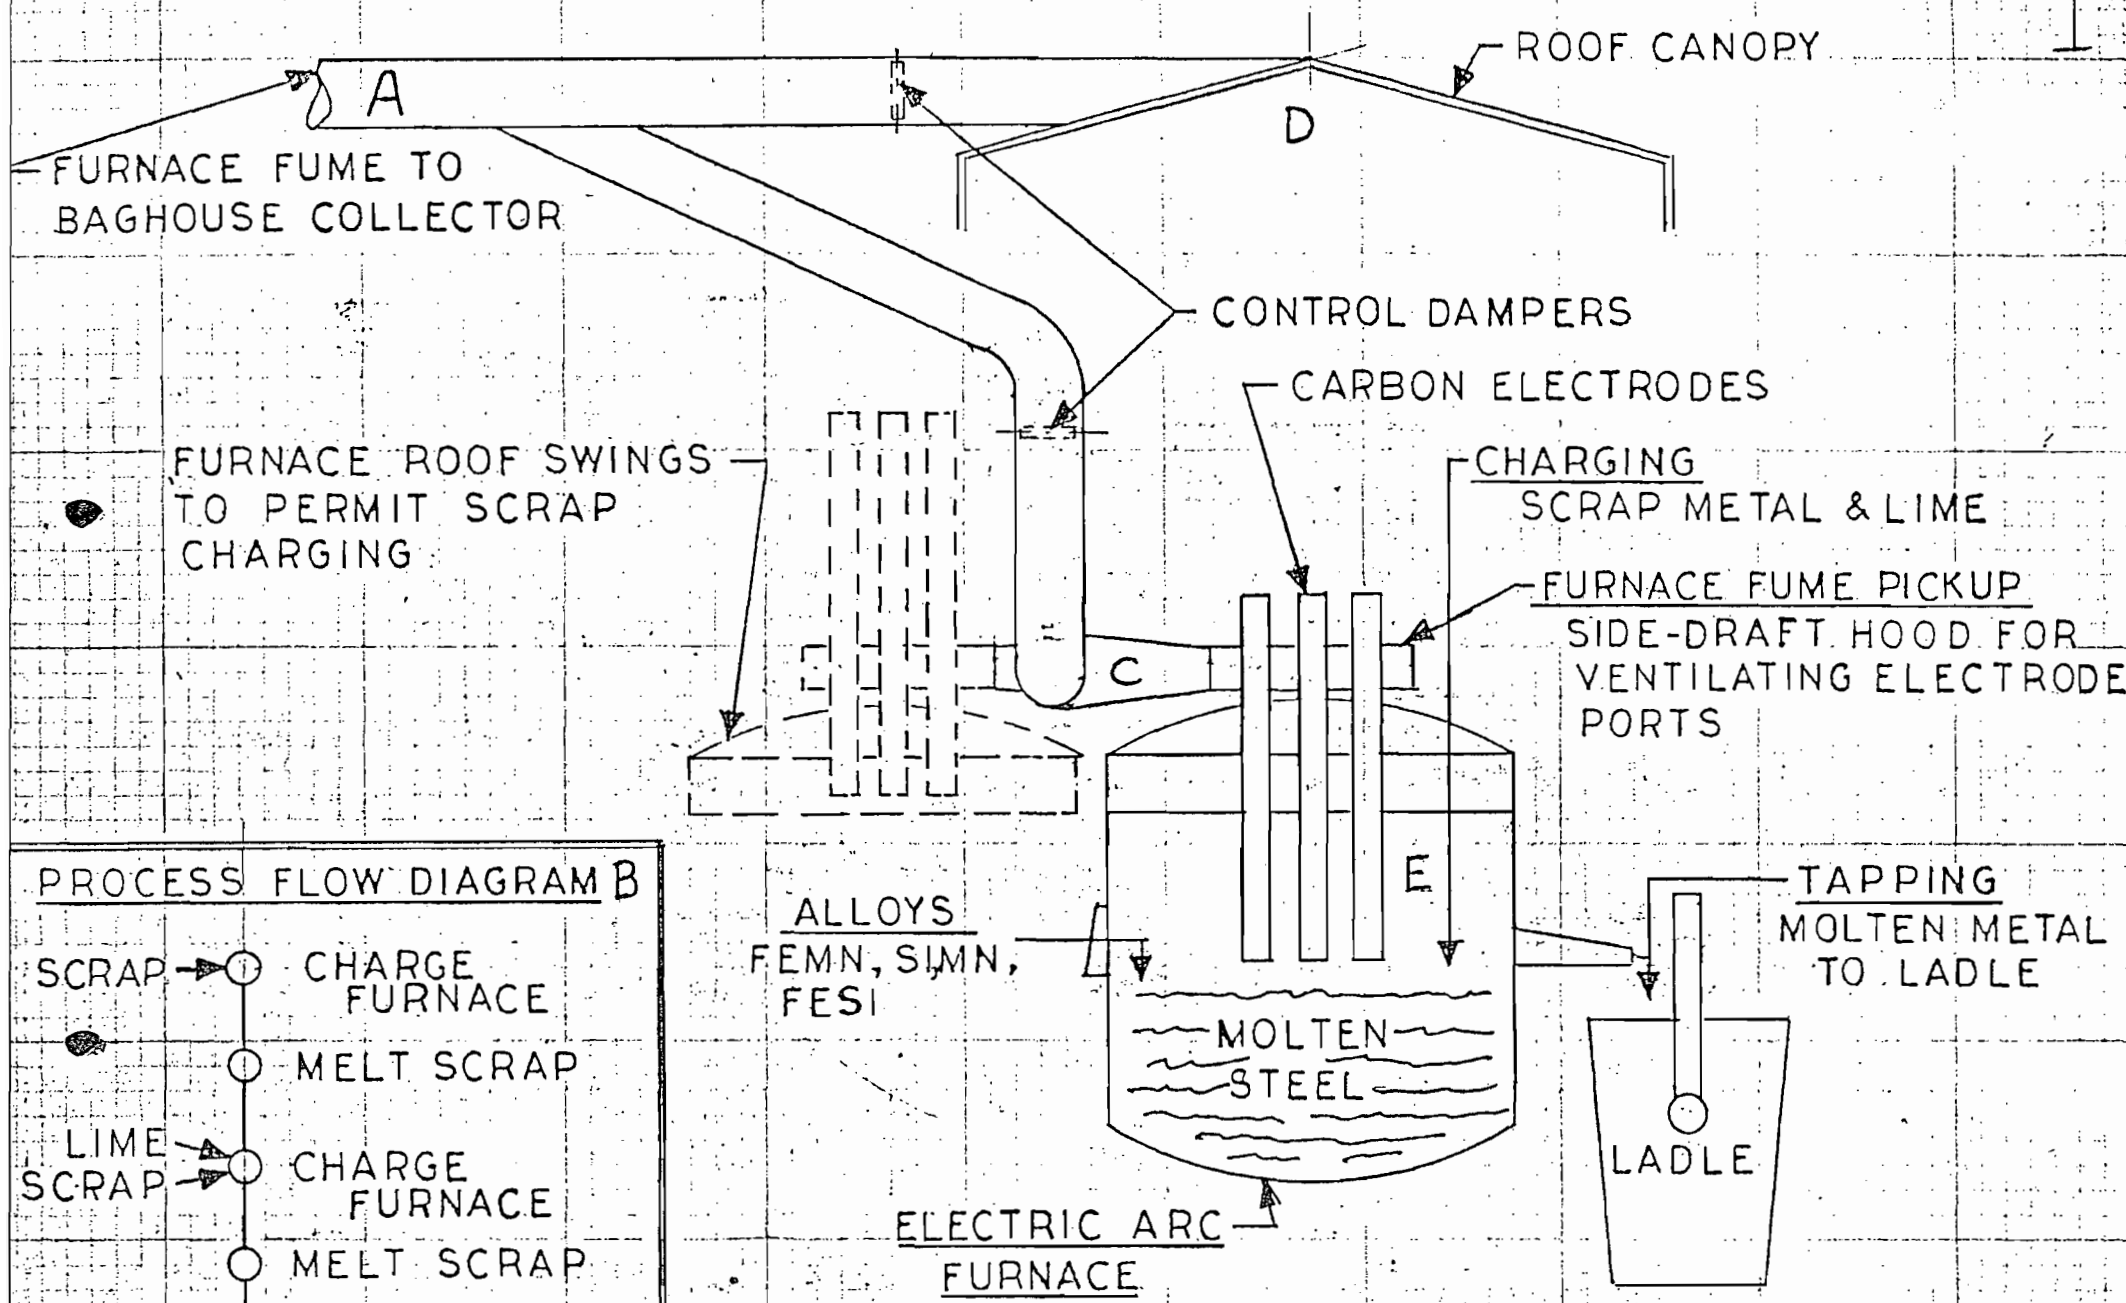 ROOF CANOPY
A
D
FURNACE FUME TO
BAGHOUSE COLLECTOR
CONTROL DAMPERS
CARBON ELECTRODES
FURNACE ROOF SWINGS
TO PERMIT SCRAP
CHARGING
CHARGING
SCRAP METAL & LIME
FURNACE FUME PICKUP
SIDE-DRAFT HOOD FOR
VENTILATING ELECTRODE
PORTS
C
E
TAPPING
MOLTEN METAL
TO LADLE
ALLOYS
FEMN, SIMN,
FESI
MOLTEN
STEEL
LADLE
ELECTRIC ARC
FURNACE
PROCESS FLOW DIAGRAM B
SCRAP
CHARGE
FURNACE
MELT SCRAP
LIME
SCRAP
CHARGE
FURNACE
MELT SCRAP